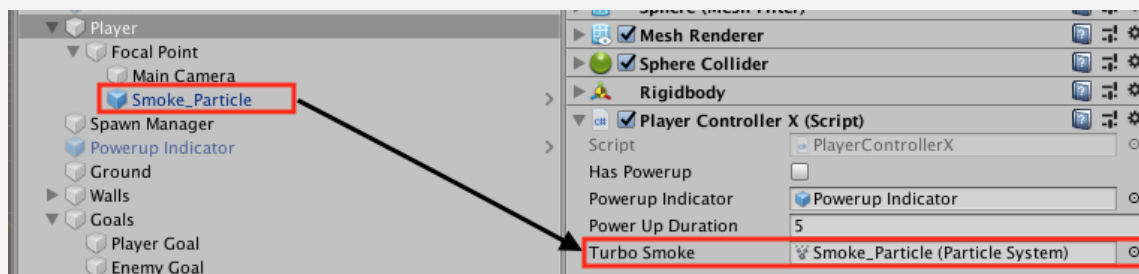 Player
Focal Point
Main Camera
Smoke_Particle
Spawn Manager
Powerup Indicator
Ground
Walls
Goals
Player Goal
Enemy Goal
Mesh Renderer
Sphere Collider
Rigidbody
Player Controller X (Script)
Script PlayerControllerX
Has Powerup
Powerup Indicator Powerup Indicator
Power Up Duration 5
Turbo Smoke Smoke_Particle (Particle System)